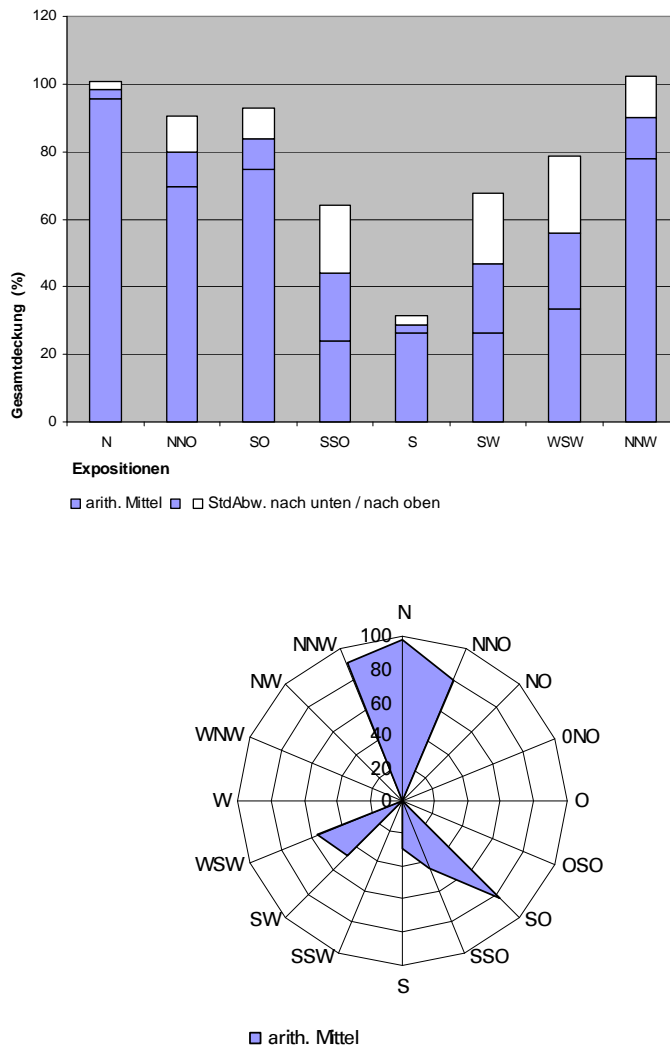 120
100
80
60
40
20
0
Gesamtdeckung (%)
N NNO SO SSO S SW WSW NNW
Expositionen
arith. Mittel StdAbw. nach unten / nach oben
N
NNW NNO
NW NO
WNW 0NO
W O
WSW OSO
SW SO
SSW SSO
S
100
80
60
40
20
0
arith. Mittel